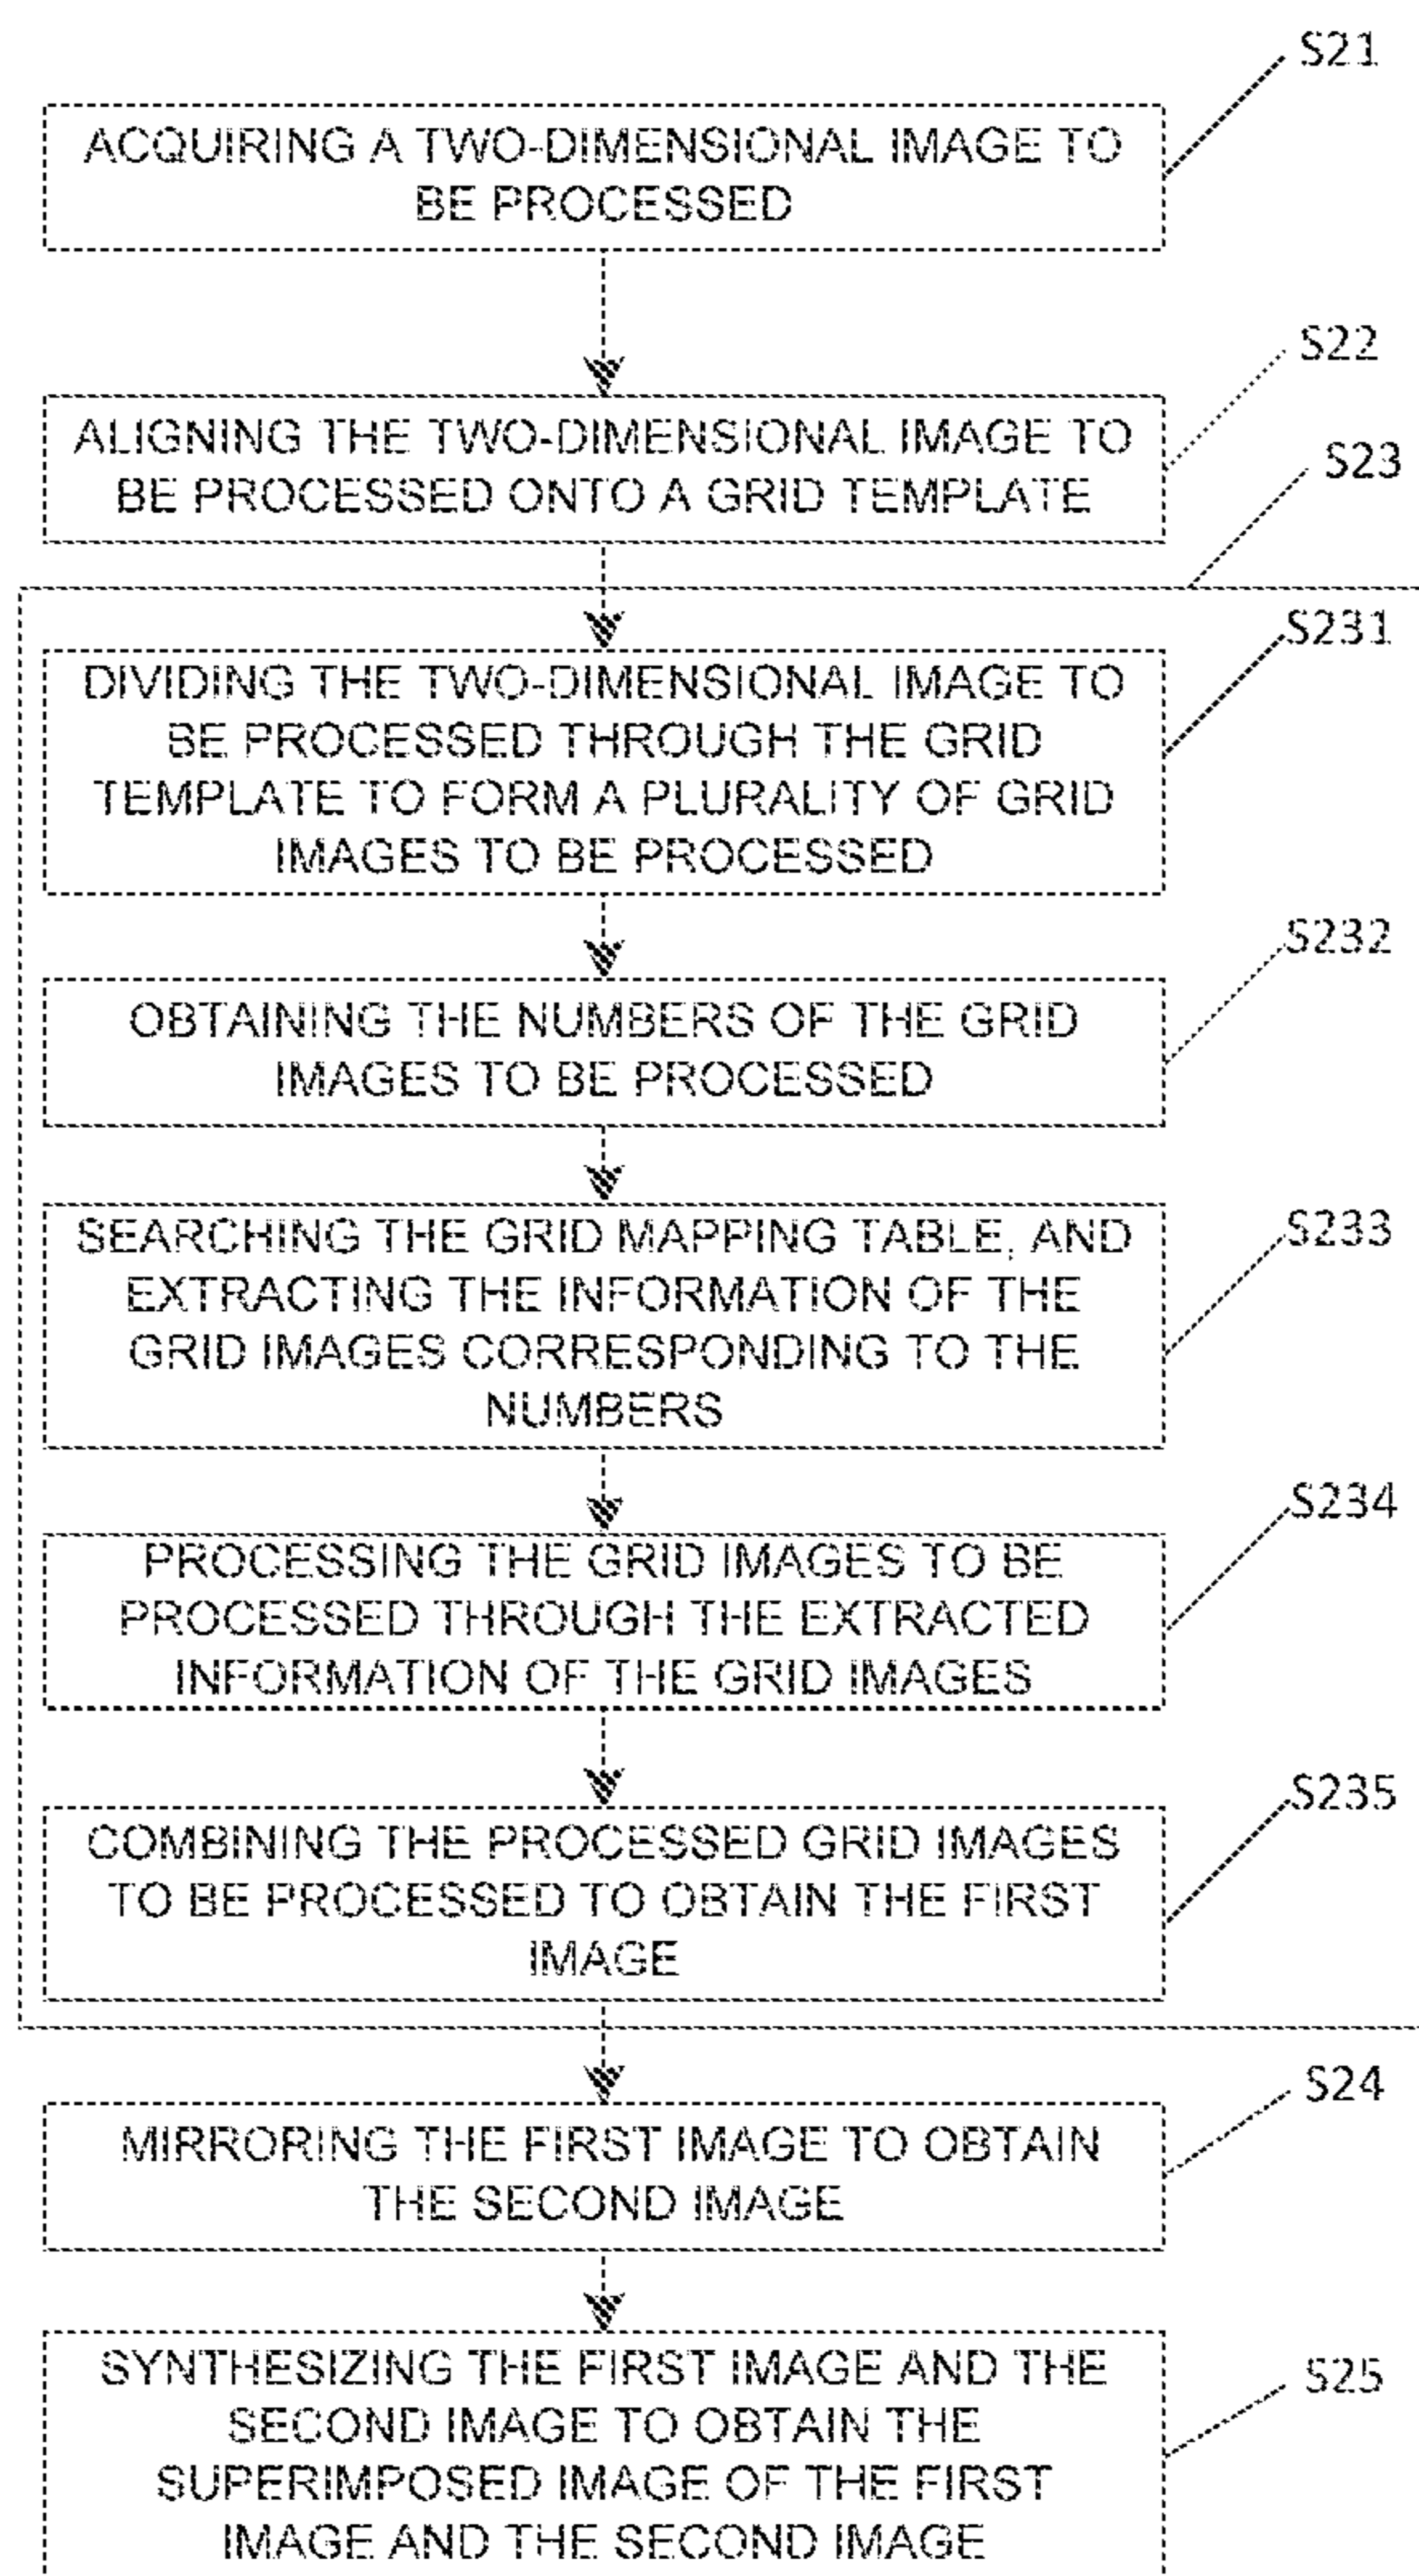 S21
ACQUIRING A TWO-DIMENSIONAL IMAGE TO
BE PROCESSED
S22
ALIGNING THE TWO-DIMENSIONAL IMAGE TO
BE PROCESSED ONTO A GRID TEMPLATE
S23
S231
DIVIDING THE TWO-DIMENSIONAL IMAGE TO
BE PROCESSED THROUGH THE GRID
TEMPLATE TO FORM A PLURALITY OF GRID
IMAGES TO BE PROCESSED
S232
OBTAINING THE NUMBERS OF THE GRID
IMAGES TO BE PROCESSED
S233
SEARCHING THE GRID MAPPING TABLE, AND
EXTRACTING THE INFORMATION OF THE
GRID IMAGES CORRESPONDING TO THE
NUMBERS
S234
PROCESSING THE GRID IMAGES TO BE
PROCESSED THROUGH THE EXTRACTED
INFORMATION OF THE GRID IMAGES
S235
COMBINING THE PROCESSED GRID IMAGES
TO BE PROCESSED TO OBTAIN THE FIRST
IMAGE
S24
MIRRORING THE FIRST IMAGE TO OBTAIN
THE SECOND IMAGE
S25
SYNTHESIZING THE FIRST IMAGE AND THE
SECOND IMAGE TO OBTAIN THE
SUPERIMPOSED IMAGE OF THE FIRST
IMAGE AND THE SECOND IMAGE